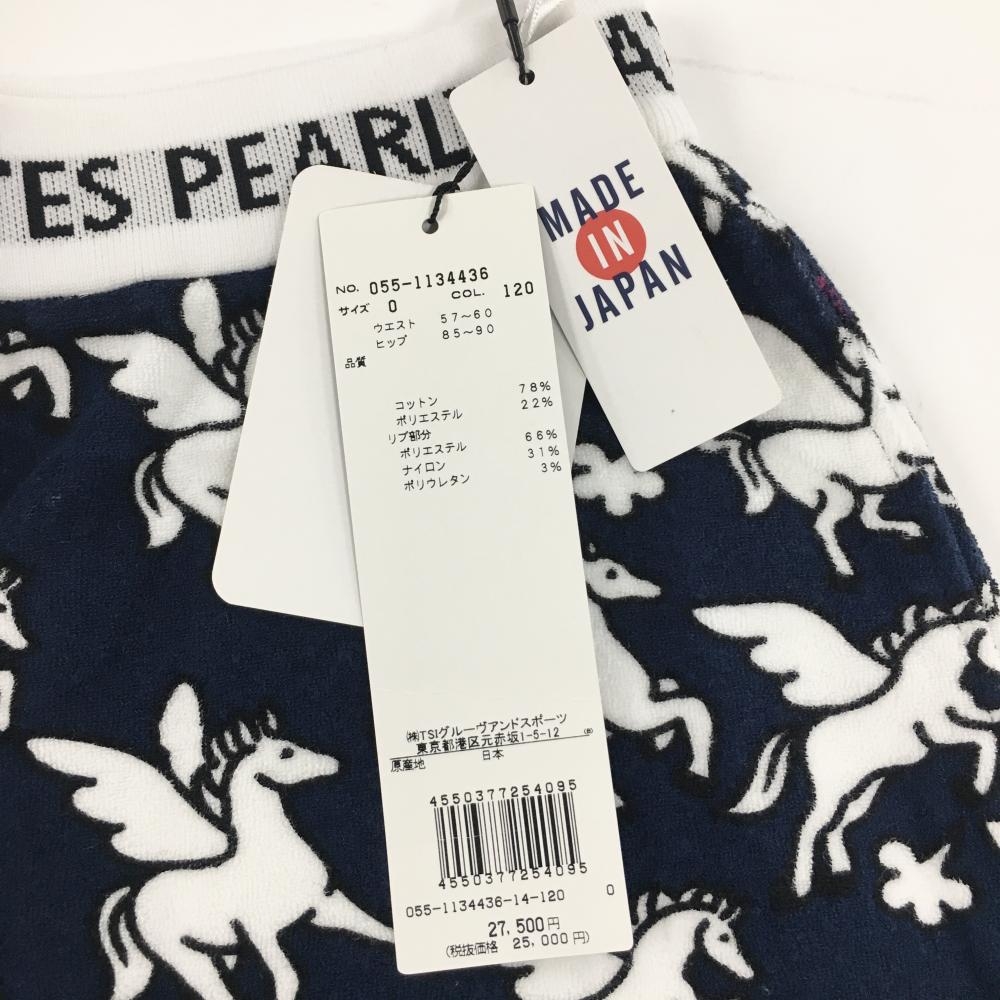 TES PEARL
MADE
IN
JAPAN
NO. 055-1134436
サイズ 0 COL. 120
ウエスト 57～60
ヒップ 85～90
品質
コットン 78%
ポリエステル 22%
リブ部分
ポリエステル 66%
ナイロン 31%
ポリウレタン 3%
㈱TSIグルーヴアンドスポーツ
東京都港区元赤坂1-5-12
原産地 日本
4550377254095
4550377254095
055-1134436-14-120 0
27,500円
(税抜価格 25,000円)